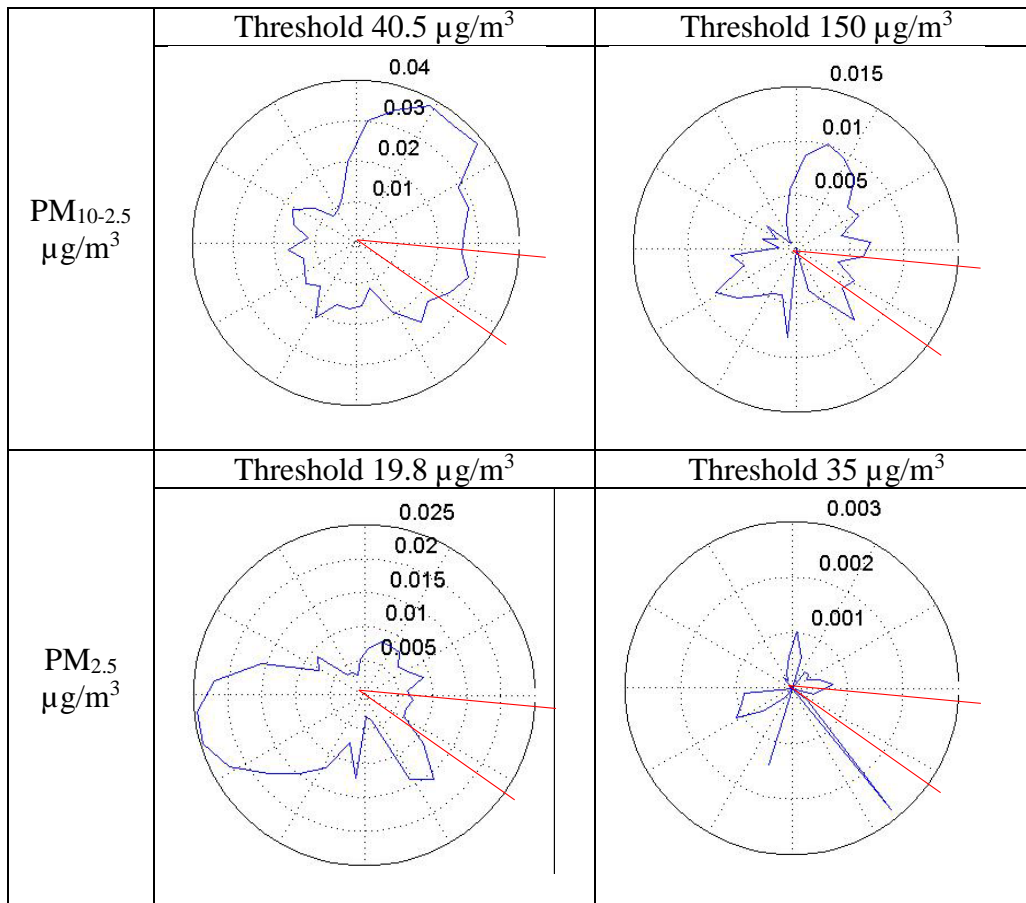 Threshold 40.5 µg/m³
Threshold 150 µg/m³
PM₁₀₋₂.₅
µg/m³
0.04
0.03
0.02
0.01
0.015
0.01
0.005
Threshold 19.8 µg/m³
Threshold 35 µg/m³
PM₂.₅
µg/m³
0.025
0.02
0.015
0.01
0.005
0.003
0.002
0.001